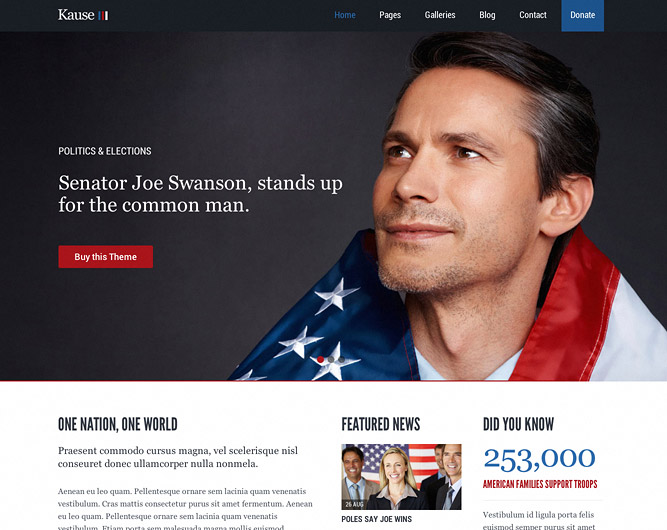 Kause
Home Pages Galleries Blog Contact Donate
POLITICS & ELECTIONS
Senator Joe Swanson, stands up
for the common man.
Buy this Theme
ONE NATION, ONE WORLD
Praesent commodo cursus magna, vel scelerisque nisl
conseuret donec ullamcorper nulla nonmela.
Aenean eu leo quam. Pellentesque ornare sem lacinia quam venenatis
vestibulum. Cras mattis consectetur purus sit amet fermentum. Aenean
eu leo quam. Pellentesque ornare sem lacinia quam venenatis
vestibulum. Etiam porta sem malesuada magna mollis euismod.
FEATURED NEWS
26 AUG
POLES SAY JOE WINS
DID YOU KNOW
253,000
AMERICAN FAMILIES SUPPORT TROOPS
Vestibulum id ligula porta felis
euismod semper purus sit amet